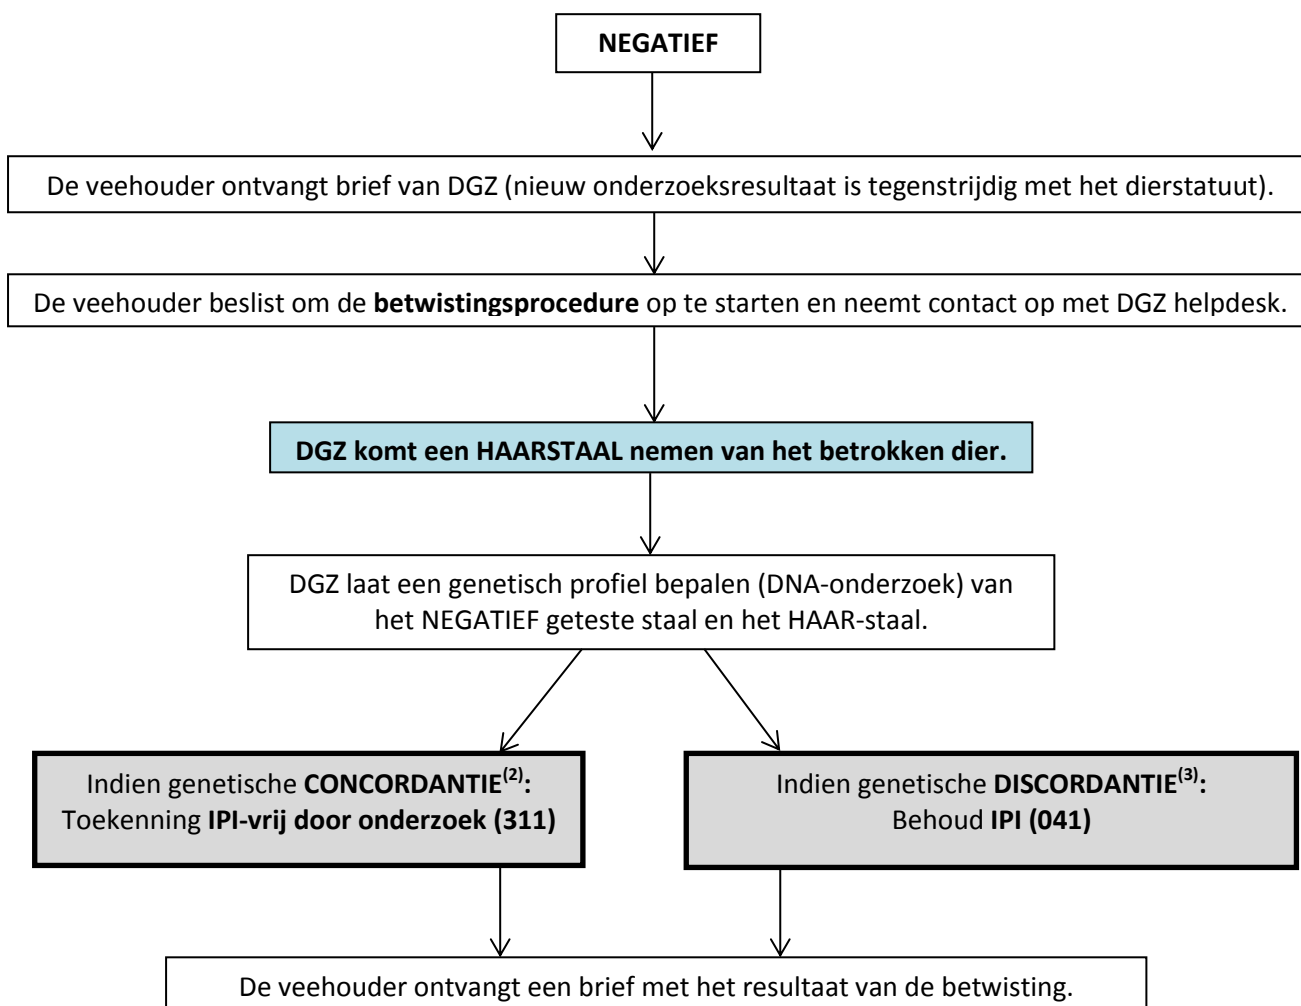 NEGATIEF
De veehouder ontvangt brief van DGZ (nieuw onderzoeksresultaat is tegenstrijdig met het dierstatuut).
De veehouder beslist om de betwistingsprocedure op te starten en neemt contact op met DGZ helpdesk.
DGZ komt een HAARSTAAL nemen van het betrokken dier.
DGZ laat een genetisch profiel bepalen (DNA-onderzoek) van
het NEGATIEF geteste staal en het HAAR-staal.
Indien genetische CONCORDANTIE(2):
Toekenning IPI-vrij door onderzoek (311)
Indien genetische DISCORDANTIE(3):
Behoud IPI (041)
De veehouder ontvangt een brief met het resultaat van de betwisting.